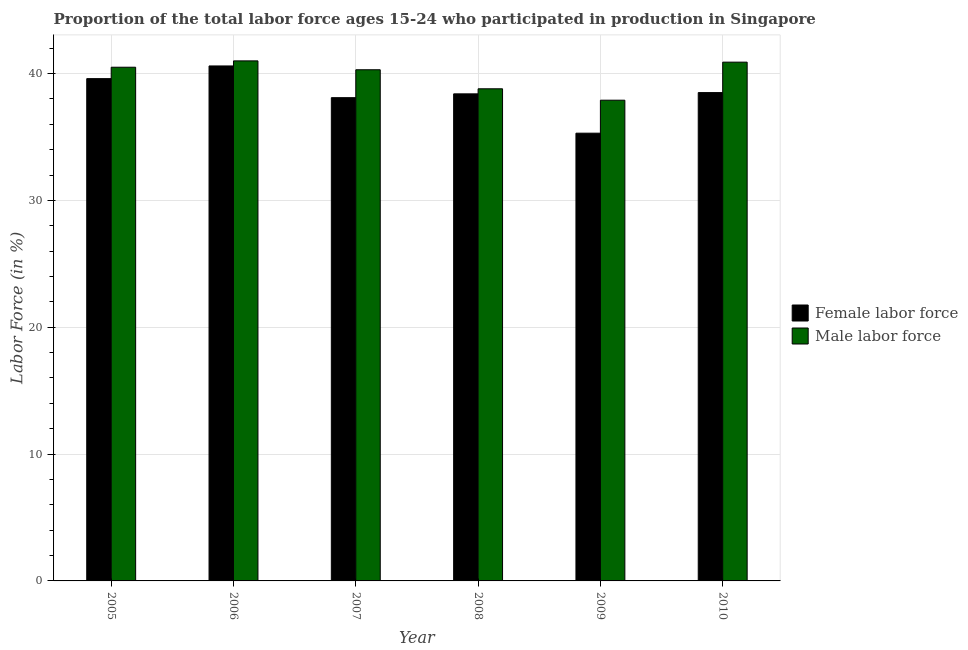 Proportion of the total labor force ages 15-24 who participated in production in Singapore
Labor Force (in %)
40
30
20
10
0
2005
2006
2007
2008
2009
2010
Year
Female labor force
Male labor force